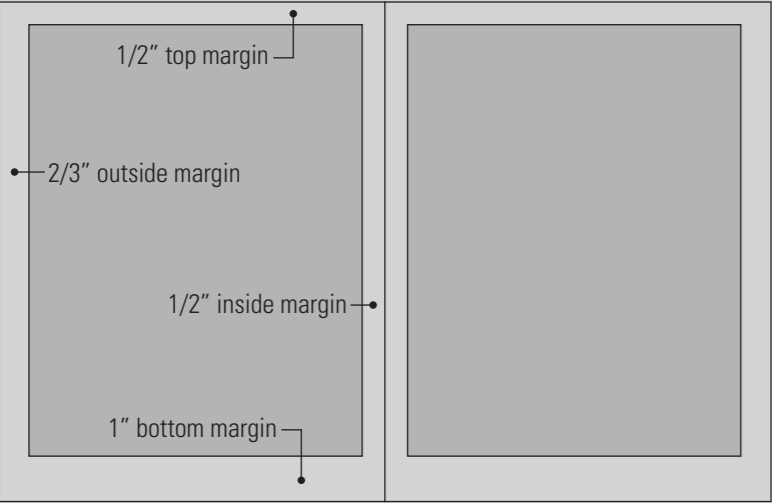 1/2” top margin
2/3” outside margin
1/2” inside margin
1” bottom margin